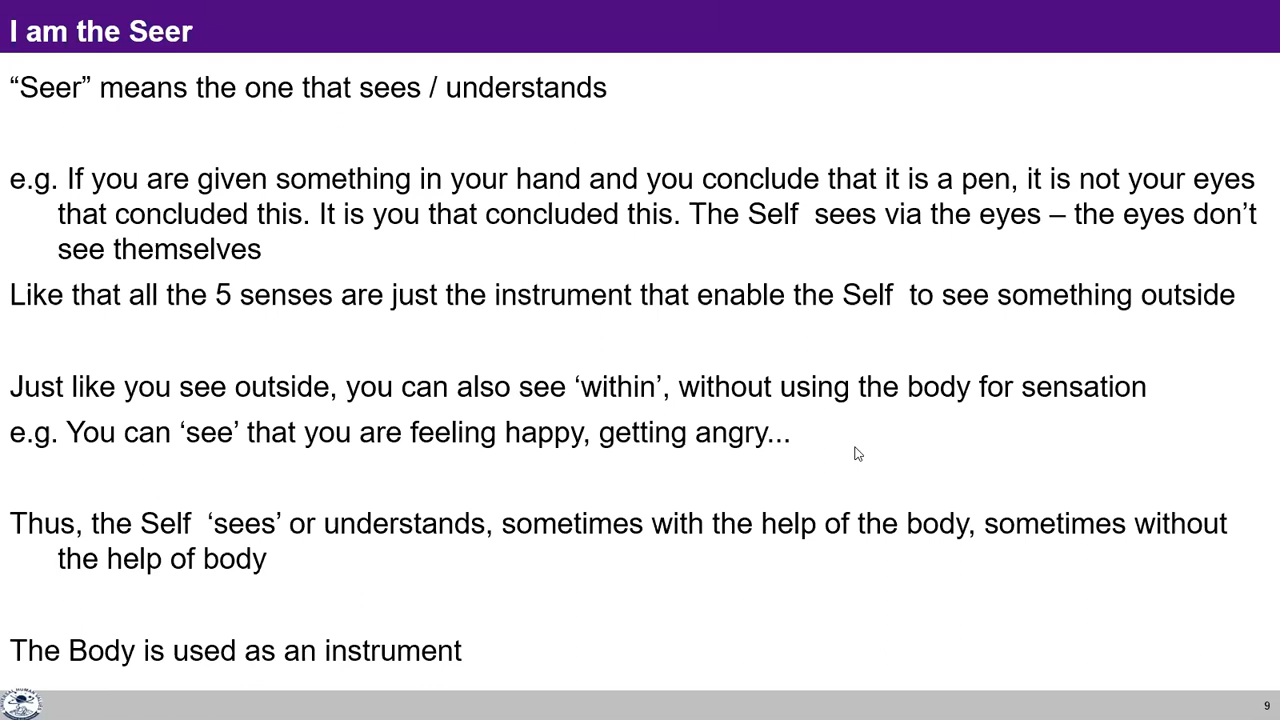 I am the Seer
“Seer” means the one that sees / understands
e.g. If you are given something in your hand and you conclude that it is a pen, it is not your eyes
that concluded this. It is you that concluded this. The Self  sees via the eyes – the eyes don’t
see themselves
Like that all the 5 senses are just the instrument that enable the Self  to see something outside
Just like you see outside, you can also see ‘within’, without using the body for sensation
e.g. You can ‘see’ that you are feeling happy, getting angry...
Thus, the Self  ‘sees’ or understands, sometimes with the help of the body, sometimes without
the help of body
The Body is used as an instrument
9